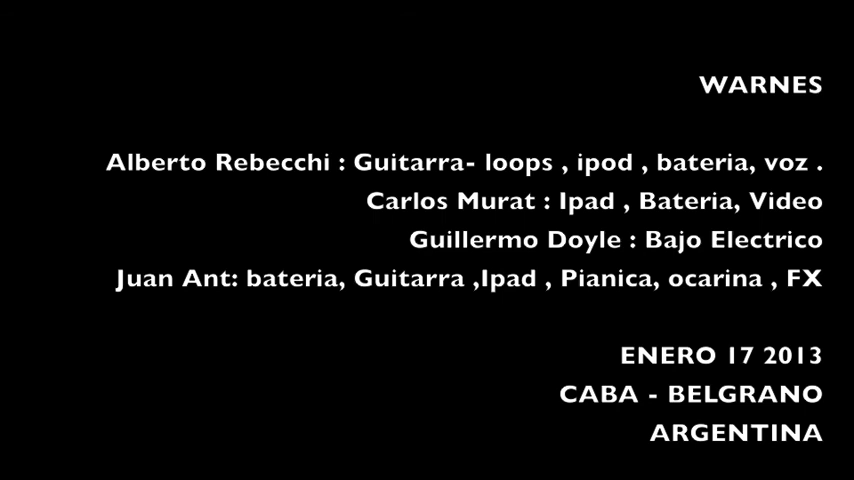 WARNES
Alberto Rebecchi : Guitarra- loops , ipod , bateria, voz .
Carlos Murat : Ipad , Bateria, Video
Guillermo Doyle : Bajo Electrico
Juan Ant: bateria, Guitarra ,Ipad , Pianica, ocarina , FX
ENERO 17 2013
CABA - BELGRANO
ARGENTINA